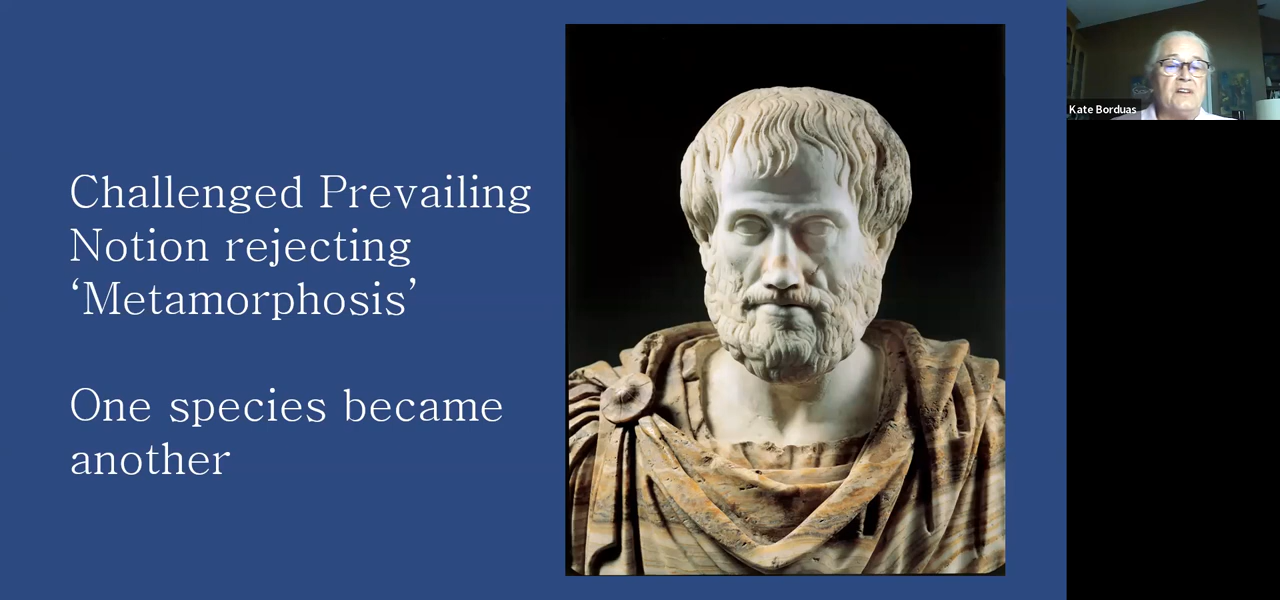 Challenged Prevailing
Notion rejecting
‘Metamorphosis’
One species became
another
Kate Borduas